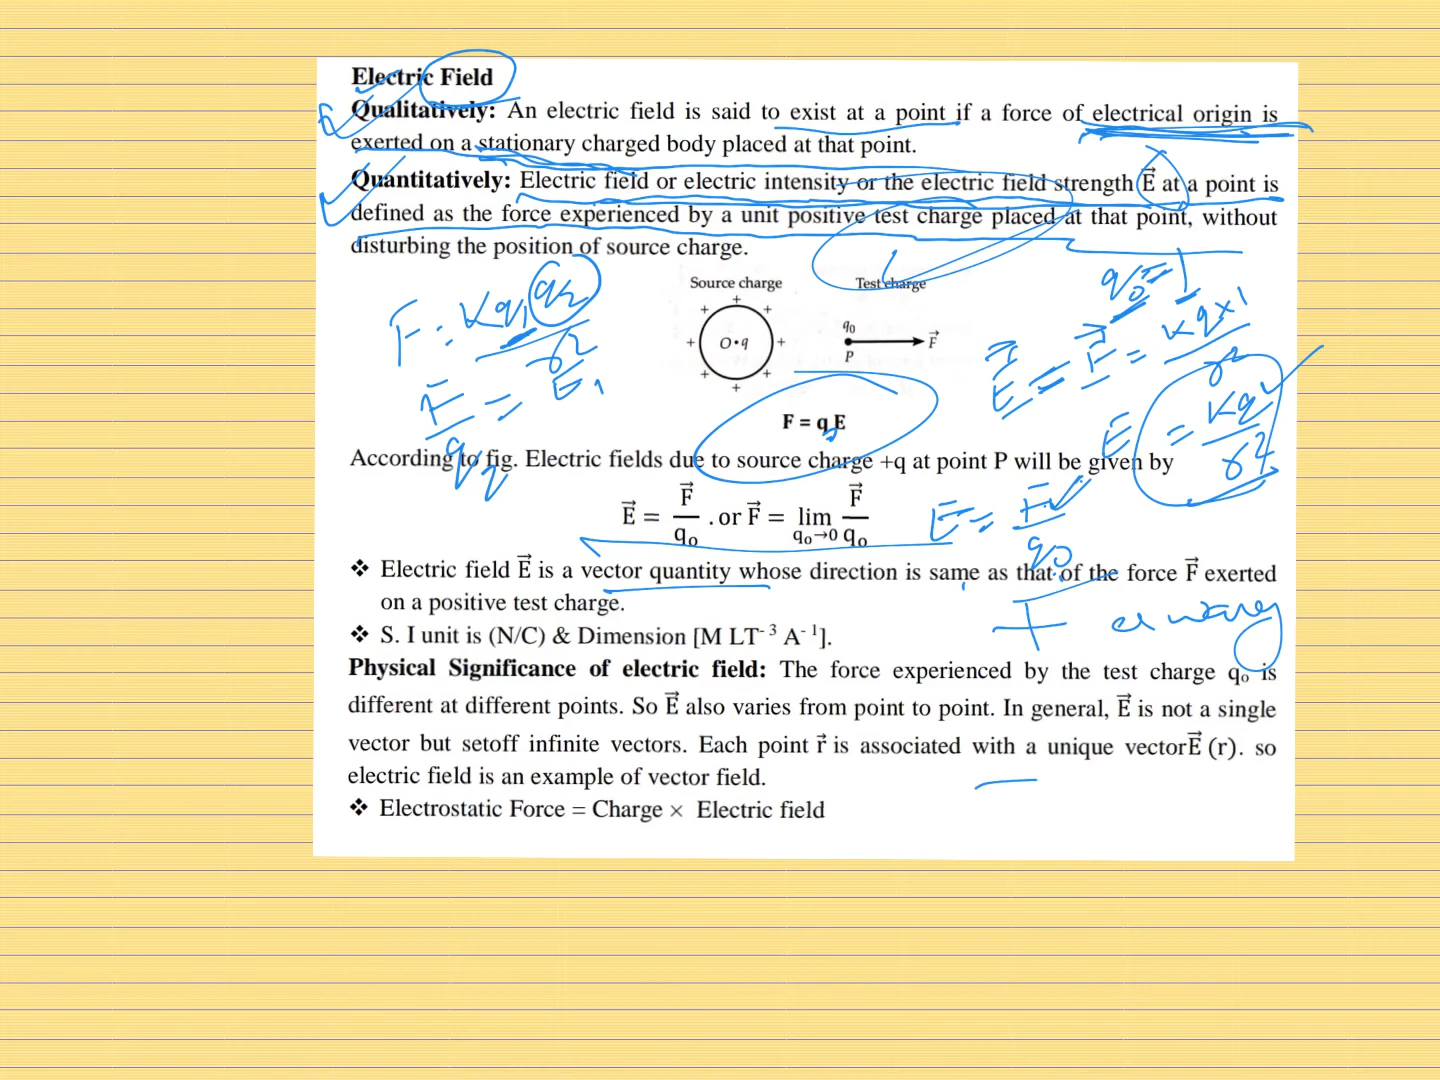 Electric Field
Qualitatively: An electric field is said to exist at a point if a force of electrical origin is
exerted on a stationary charged body placed at that point.
Quantitatively: Electric field or electric intensity or the electric field strength E⃗ at a point is
defined as the force experienced by a unit positive test charge placed at that point, without
disturbing the position of source charge.
Source charge Test charge
O•q
q₀
P
F⃗
F = Kq₁q₂/r²
F/q₂ = E₁
q₀ = 1
E⃗ = F⃗ = Kq×1/r²
E = Kq/r²
F = q₀E
According to fig. Electric fields due to source charge +q at point P will be given by
E⃗ = F⃗/q₀ . or F⃗ = lim q₀→0 F⃗/q₀
E = F/q₀
❖ Electric field E⃗ is a vector quantity whose direction is same as that of the force F⃗ exerted
on a positive test charge.
❖ S. I unit is (N/C) & Dimension [M LT⁻³ A⁻¹].
Physical Significance of electric field: The force experienced by the test charge q₀ is
different at different points. So E⃗ also varies from point to point. In general, E⃗ is not a single
vector but setoff infinite vectors. Each point r⃗ is associated with a unique vectorE⃗ (r). so
electric field is an example of vector field.
❖ Electrostatic Force = Charge × Electric field